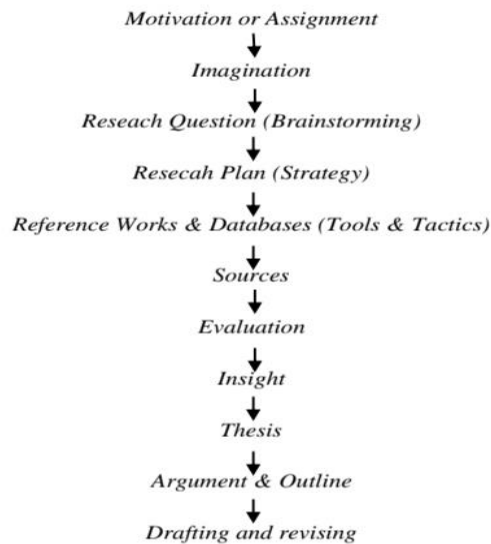 Motivation or Assignment
Imagination
Reseach Question (Brainstorming)
Resecah Plan (Strategy)
Reference Works & Databases (Tools & Tactics)
Sources
Evaluation
Insight
Thesis
Argument & Outline
Drafting and revising